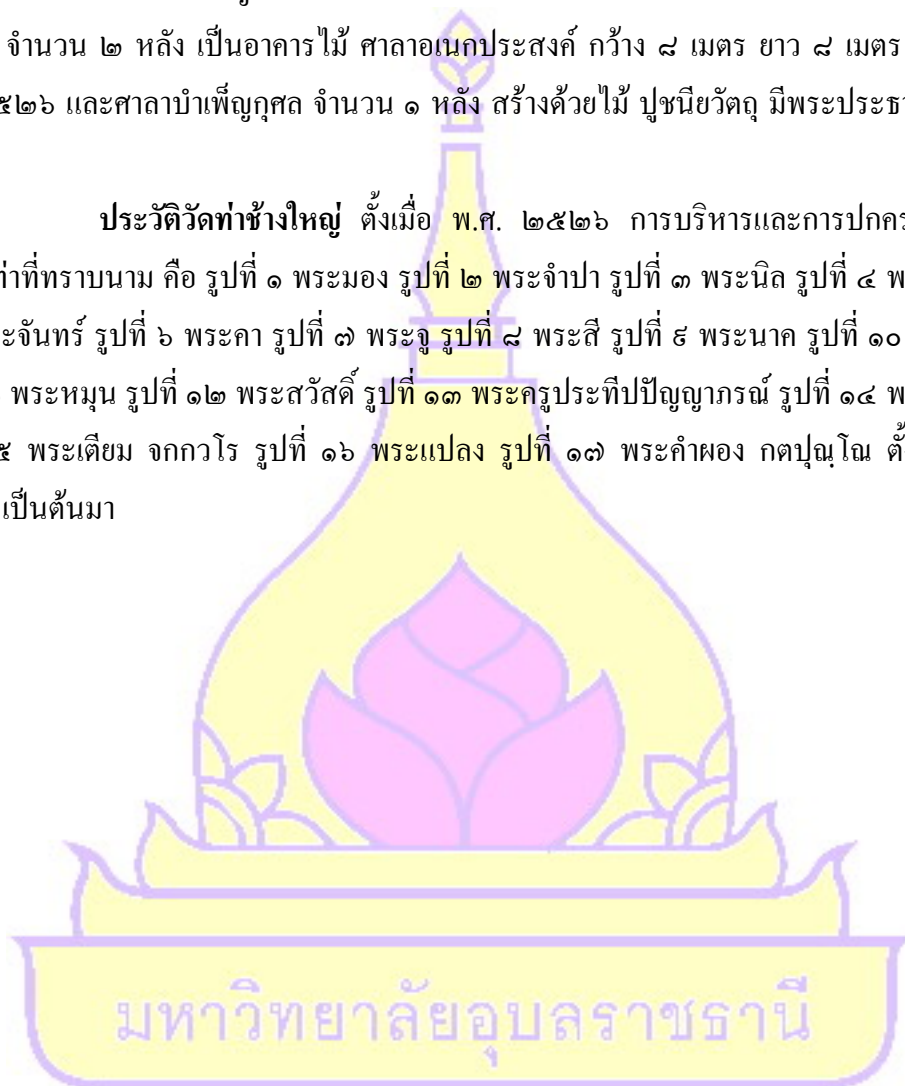 จำนวน ๒ หลัง เป็นอาคารไม้ ศาลาอเนกประสงค์ กว้าง ๘ เมตร ยาว ๘ เมตร
๕๒๖ และศาลาบำเพ็ญกุศล จำนวน ๑ หลัง สร้างด้วยไม้ ปูชนียวัตถุ มีพระประธา
ประวัติวัดท่าช้างใหญ่ ตั้งเมื่อ พ.ศ. ๒๕๒๖ การบริหารและการปกคร
ท่าที่ทราบนาม คือ รูปที่ ๑ พระมอง รูปที่ ๒ พระจำปา รูปที่ ๓ พระนิล รูปที่ ๔ พ
ะจันทร์ รูปที่ ๖ พระคา รูปที่ ๗ พระจู รูปที่ ๘ พระสี รูปที่ ๙ พระนาค รูปที่ ๑๐
พระหมุน รูปที่ ๑๒ พระสวัสดิ์ รูปที่ ๑๓ พระครูประทีปปัญญาภรณ์ รูปที่ ๑๔ พ
๕ พระเตียม จกกวโร รูปที่ ๑๖ พระแปลง รูปที่ ๑๗ พระคำผอง กตปุณฺโณ ตั้
เป็นต้นมา
มหาวิทยาลัยอุบลราชธานี